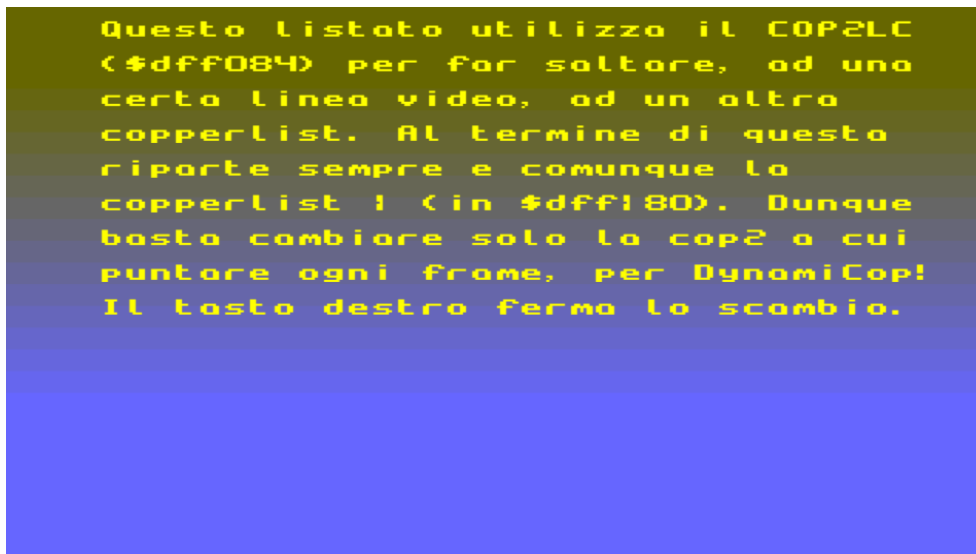 Questo listato utilizza il COP2LC
($dff084) per far saltare, ad una
certa linea video, ad un altra
copperlist. Al termine di questa
riparte sempre e comunque la
copperlist 1 (in $dff180). Dunque
basta cambiare solo la cop2 a cui
puntare ogni frame, per DynamiCop!
Il tasto destro ferma lo scambio.